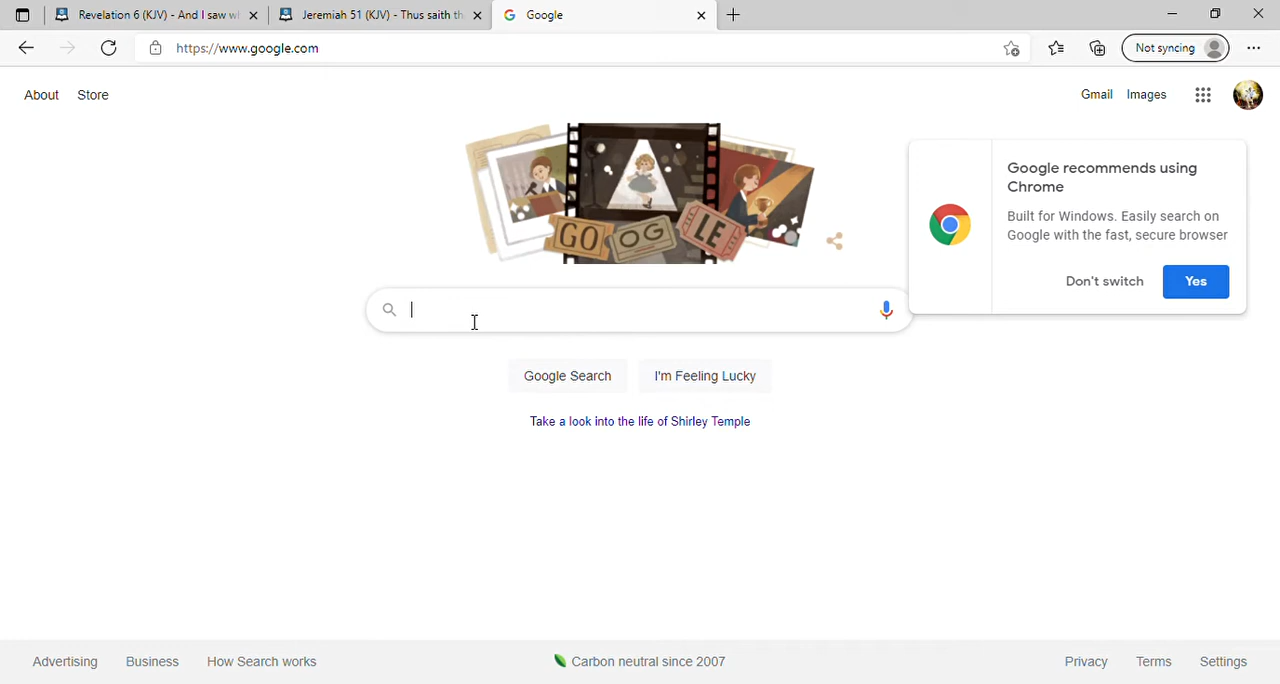 Revelation 6 (KJV) - And I saw w
Jeremiah 51 (KJV) - Thus saith th
Google
https://www.google.com
Not syncing
About
Store
Gmail
Images
GO OG LE
Google recommends using
Chrome
Built for Windows. Easily search on
Google with the fast, secure browser
Don't switch
Yes
Google Search
I'm Feeling Lucky
Take a look into the life of Shirley Temple
Advertising
Business
How Search works
Carbon neutral since 2007
Privacy
Terms
Settings